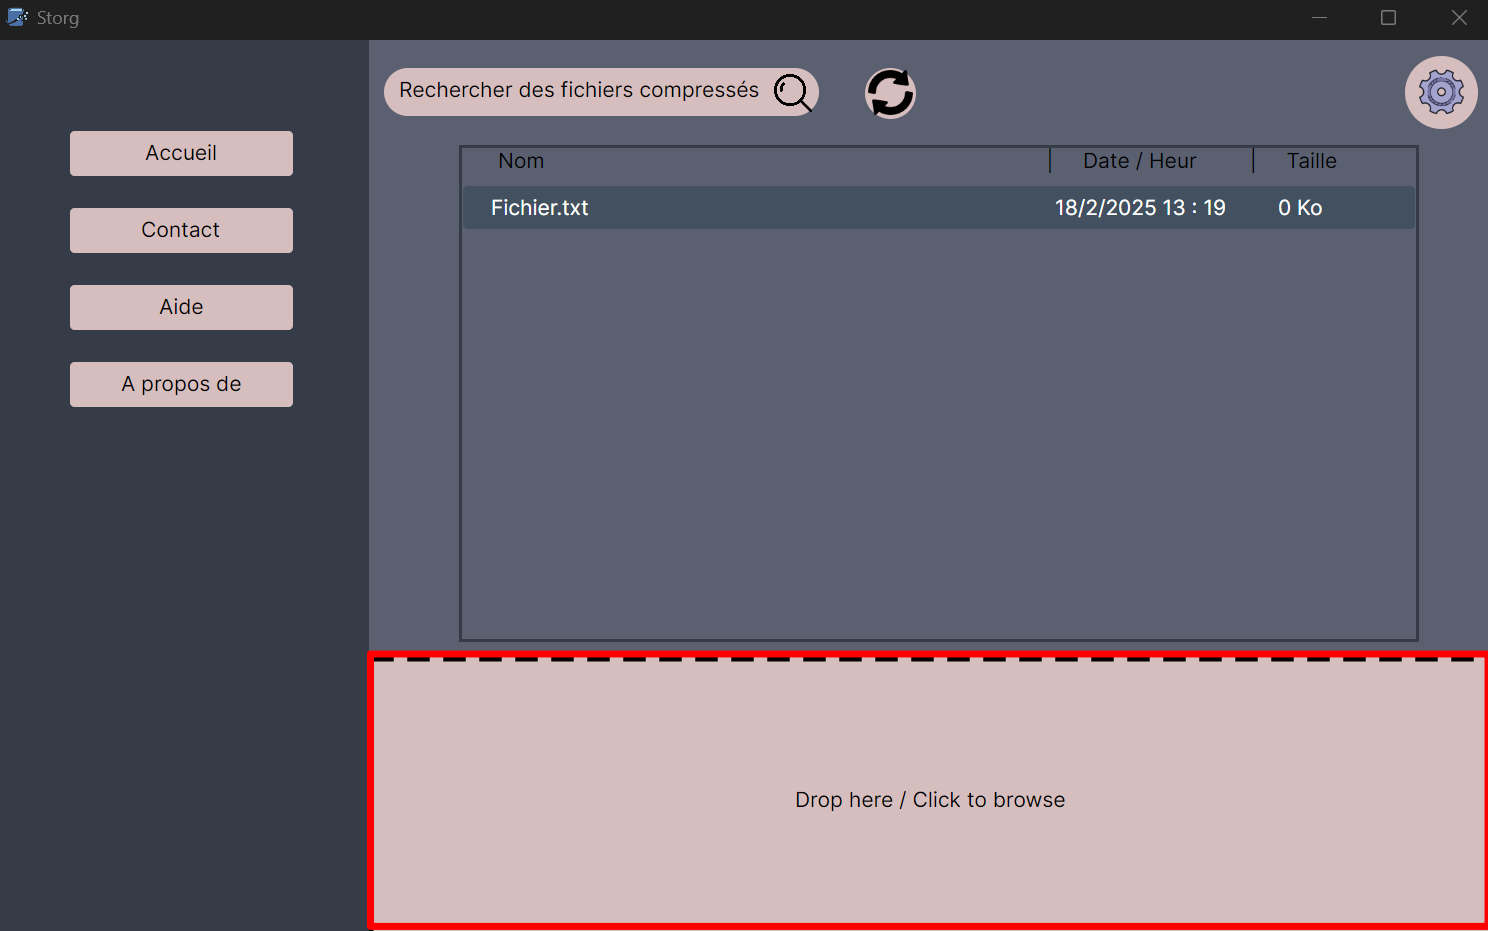 Storg
Rechercher des fichiers compressés
Accueil
Contact
Aide
A propos de
Nom | Date / Heur | Taille
Fichier.txt 18/2/2025 13 : 19 0 Ko
Drop here / Click to browse